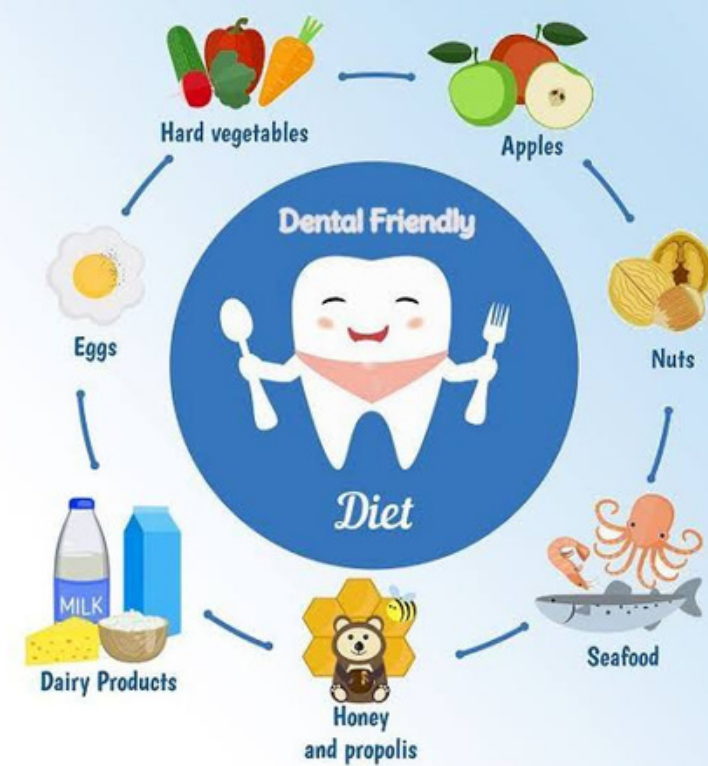 Hard vegetables
Apples
Dental Friendly
Eggs
Nuts
Diet
MILK
Dairy Products
Seafood
Honey
and propolis